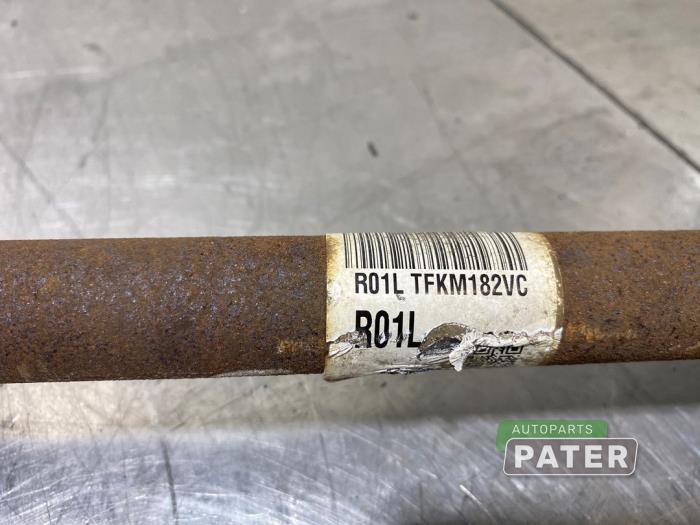 R01L TFKM182VC
R01L
AUTOPARTS
PATER